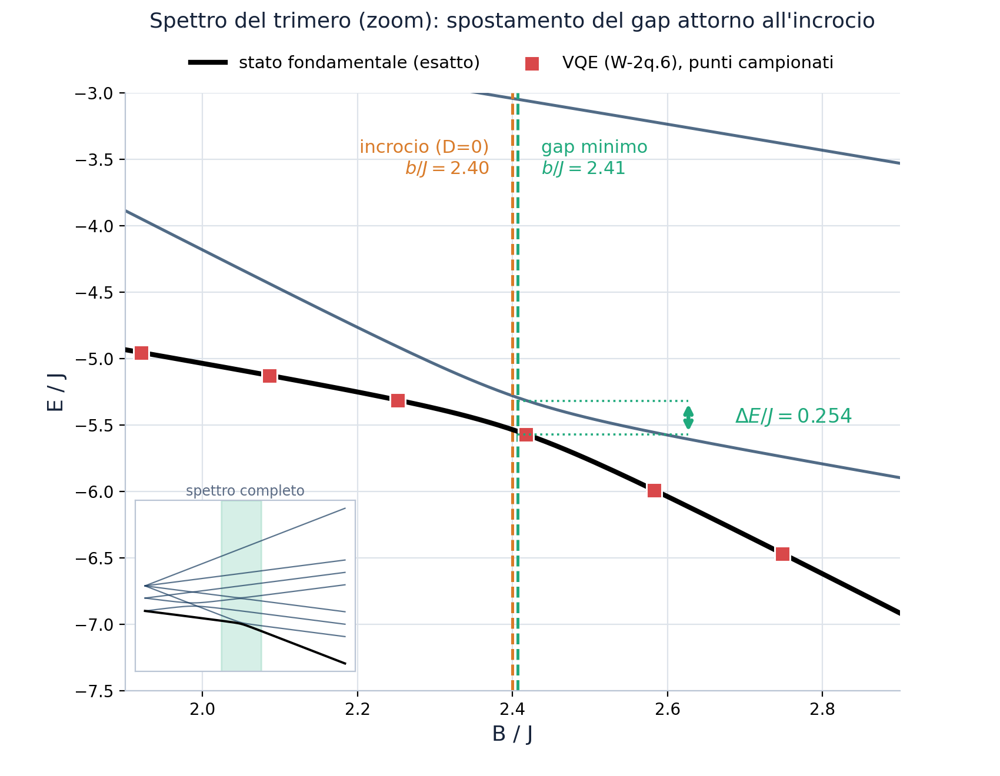 Spettro del trimero (zoom): spostamento del gap attorno all'incrocio
stato fondamentale (esatto)
VQE (W-2q.6), punti campionati
−3.0
−3.5
−4.0
−4.5
−5.0
−5.5
−6.0
−6.5
−7.0
−7.5
E / J
incrocio (D=0)
b/J = 2.40
gap minimo
b/J = 2.41
ΔE/J = 0.254
spettro completo
2.0
2.2
2.4
2.6
2.8
B / J